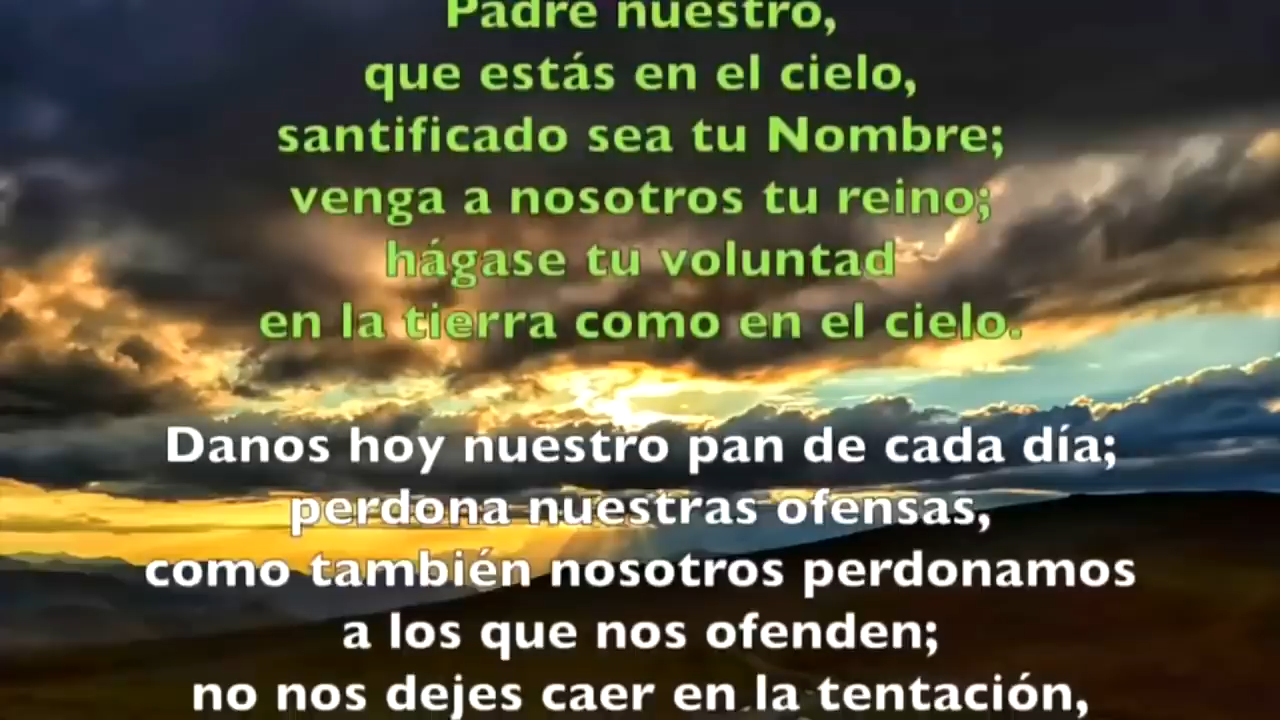 Padre nuestro,
que estás en el cielo,
santificado sea tu Nombre;
venga a nosotros tu reino;
hágase tu voluntad
en la tierra como en el cielo.
Danos hoy nuestro pan de cada día;
perdona nuestras ofensas,
como también nosotros perdonamos
a los que nos ofenden;
no nos dejes caer en la tentación,